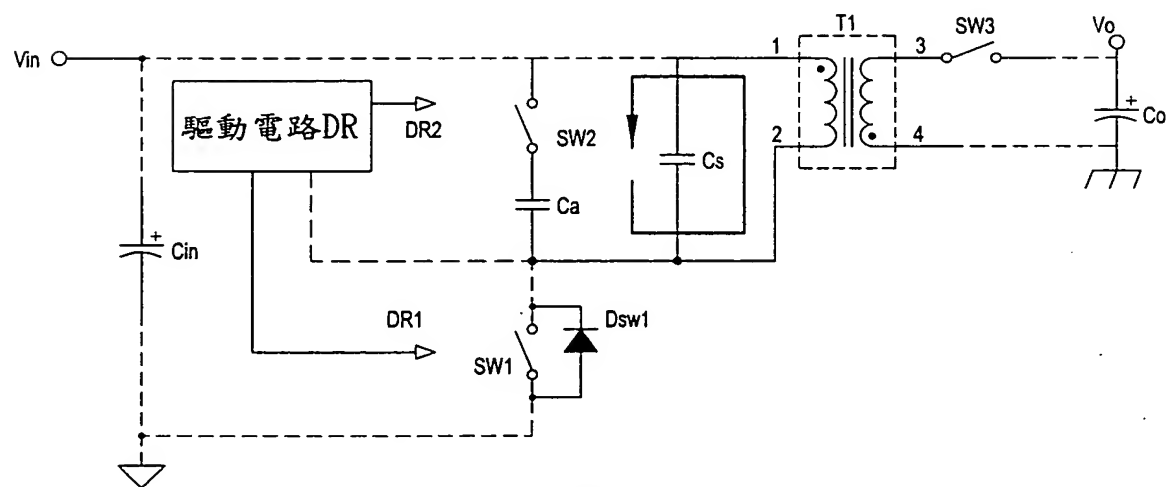 T1
SW3
Vo
Vin
1
3
驅動電路DR
DR2
SW2
2
4
Co
Cs
Ca
Cin
DR1
Dsw1
SW1